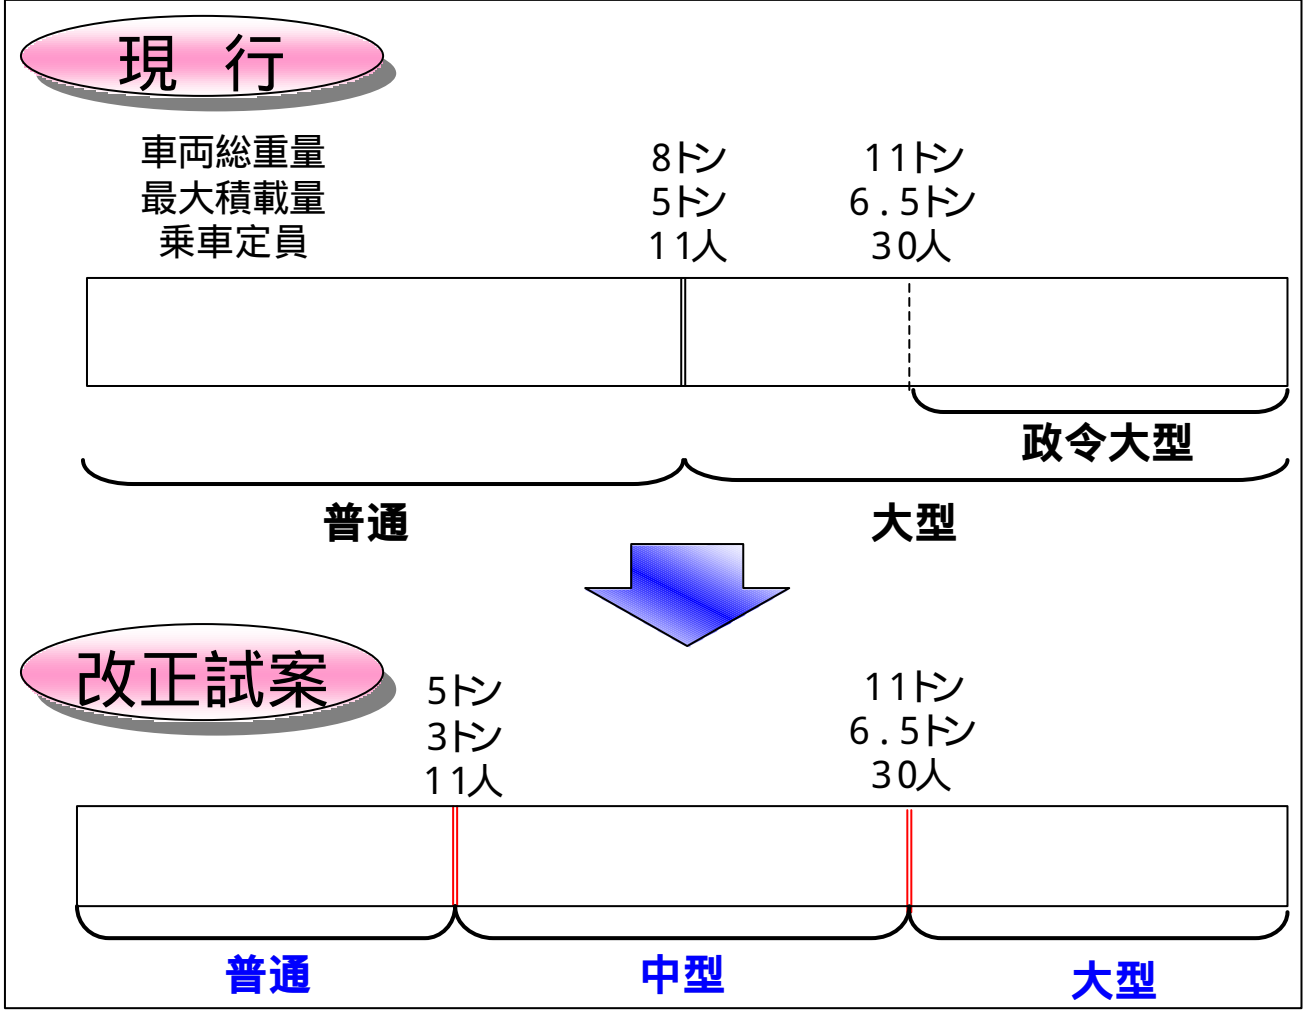 現 行
車両総重量
最大積載量
乗車定員
8トン
5トン
11人
11トン
6.5トン
30人
政令大型
普通
大型
改正試案
5トン
3トン
11人
11トン
6.5トン
30人
普通
中型
大型